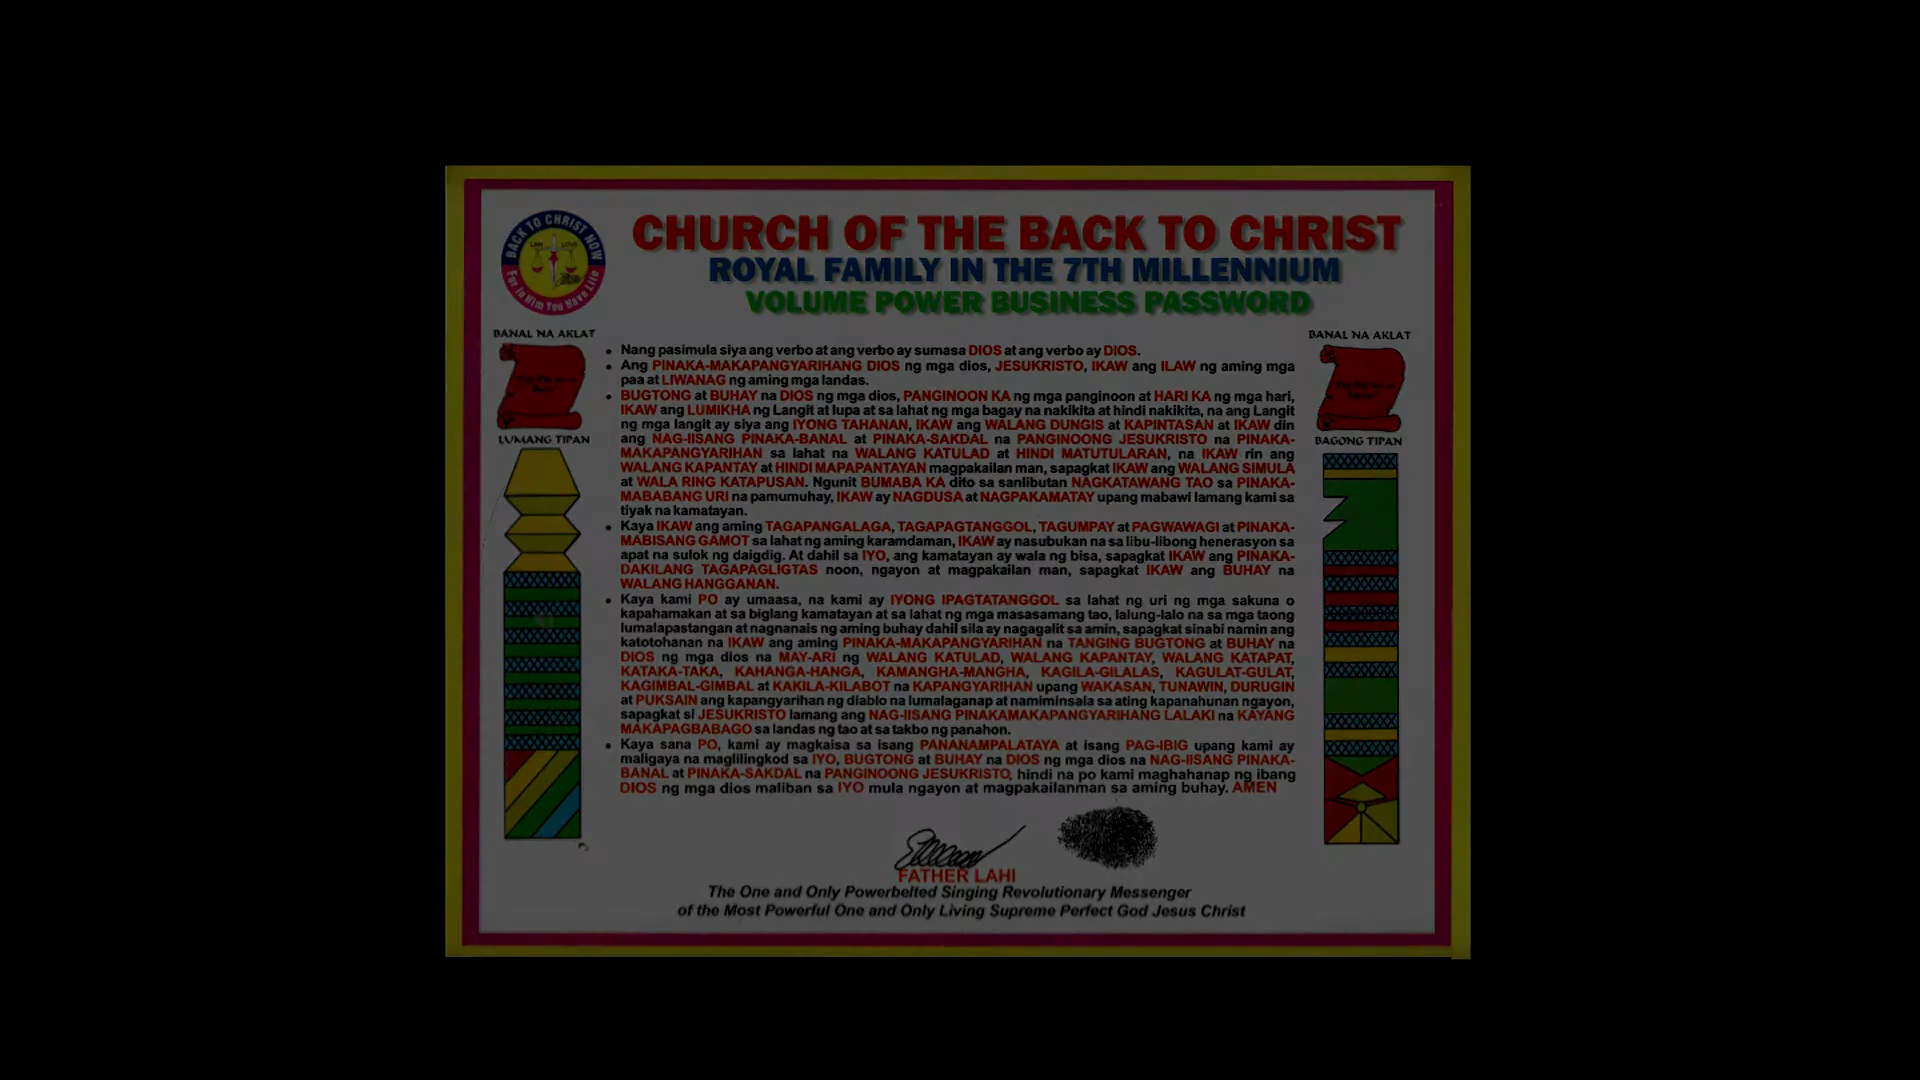 BACK TO CHRIST NOW
For In Him You Have Life
LAW LOVE
CHURCH OF THE BACK TO CHRIST
ROYAL FAMILY IN THE 7TH MILLENNIUM
VOLUME POWER BUSINESS PASSWORD
BANAL NA AKLAT
LUMANG TIPAN
BANAL NA AKLAT
BAGONG TIPAN
• Nang pasimula siya ang verbo at ang verbo ay sumasa DIOS at ang verbo ay DIOS.
• Ang PINAKA-MAKAPANGYARIHANG DIOS ng mga dios, JESUKRISTO, IKAW ang ILAW ng aming mga
paa at LIWANAG ng aming mga landas.
• BUGTONG at BUHAY na DIOS ng mga dios, PANGINOON KA ng mga panginoon at HARI KA ng mga hari,
IKAW ang LUMIKHA ng Langit at lupa at sa lahat ng mga bagay na nakikita at hindi nakikita, na ang Langit
ng mga langit ay siya ang IYONG TAHANAN, IKAW ang WALANG DUNGIS at KAPINTASAN at IKAW din
ang NAG-IISANG PINAKA-BANAL at PINAKA-SAKDAL na PANGINOONG JESUKRISTO na PINAKA-
MAKAPANGYARIHAN sa lahat na WALANG KATULAD at HINDI MATUTULARAN, na IKAW rin ang
WALANG KAPANTAY at HINDI MAPAPANTAYAN magpakailan man, sapagkat IKAW ang WALANG SIMULA
at WALA RING KATAPUSAN. Ngunit BUMABA KA dito sa sanlibutan NAGKATAWANG TAO sa PINAKA-
MABABANG URI na pamumuhay, IKAW ay NAGDUSA at NAGPAKAMATAY upang mabawi lamang kami sa
tiyak na kamatayan.
• Kaya IKAW ang aming TAGAPANGALAGA, TAGAPAGTANGGOL, TAGUMPAY at PAGWAWAGI at PINAKA-
MABISANG GAMOT sa lahat ng aming karamdaman, IKAW ay nasubukan na sa libu-libong henerasyon sa
apat na sulok ng daigdig. At dahil sa IYO, ang kamatayan ay wala ng bisa, sapagkat IKAW ang PINAKA-
DAKILANG TAGAPAGLIGTAS noon, ngayon at magpakailan man, sapagkat IKAW ang BUHAY na
WALANG HANGGANAN.
• Kaya kami PO ay umaasa, na kami ay IYONG IPAGTATANGGOL sa lahat ng uri ng mga sakuna o
kapahamakan at sa biglang kamatayan at sa lahat ng mga masasamang tao, lalung-lalo na sa mga taong
lumalapastangan at nagnanais ng aming buhay dahil sila ay nagagalit sa amin, sapagkat sinabi namin ang
katotohanan na IKAW ang aming PINAKA-MAKAPANGYARIHAN na TANGING BUGTONG at BUHAY na
DIOS ng mga dios na MAY-ARI ng WALANG KATULAD, WALANG KAPANTAY, WALANG KATAPAT,
KATAKA-TAKA, KAHANGA-HANGA, KAMANGHA-MANGHA, KAGILA-GILALAS, KAGULAT-GULAT,
KAGIMBAL-GIMBAL at KAKILA-KILABOT na KAPANGYARIHAN upang WAKASAN, TUNAWIN, DURUGIN
at PUKSAIN ang kapangyarihan ng diablo na lumalaganap at namiminsala sa ating kapanahunan ngayon,
sapagkat si JESUKRISTO lamang ang NAG-IISANG PINAKAMAKAPANGYARIHANG LALAKI na KAYANG
MAKAPAGBABAGO sa landas ng tao at sa takbo ng panahon.
• Kaya sana PO, kami ay magkaisa sa isang PANANAMPALATAYA at isang PAG-IBIG upang kami ay
maligaya na maglilingkod sa IYO, BUGTONG at BUHAY na DIOS ng mga dios na NAG-IISANG PINAKA-
BANAL at PINAKA-SAKDAL na PANGINOONG JESUKRISTO, hindi na po kami maghahanap ng ibang
DIOS ng mga dios maliban sa IYO mula ngayon at magpakailanman sa aming buhay. AMEN
FATHER LAHI
The One and Only Powerbelted Singing Revolutionary Messenger
of the Most Powerful One and Only Living Supreme Perfect God Jesus Christ